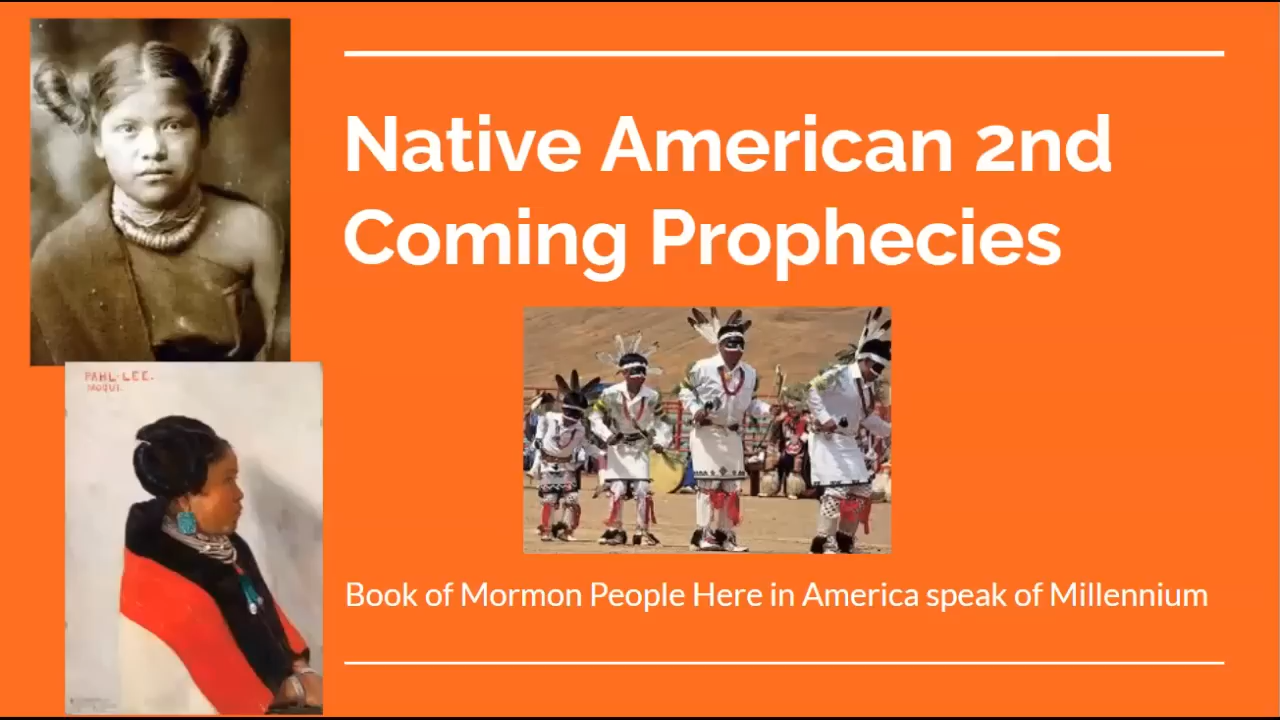 Native American 2nd
Coming Prophecies
PAHL-LEE.
MOQUI.
Book of Mormon People Here in America speak of Millennium